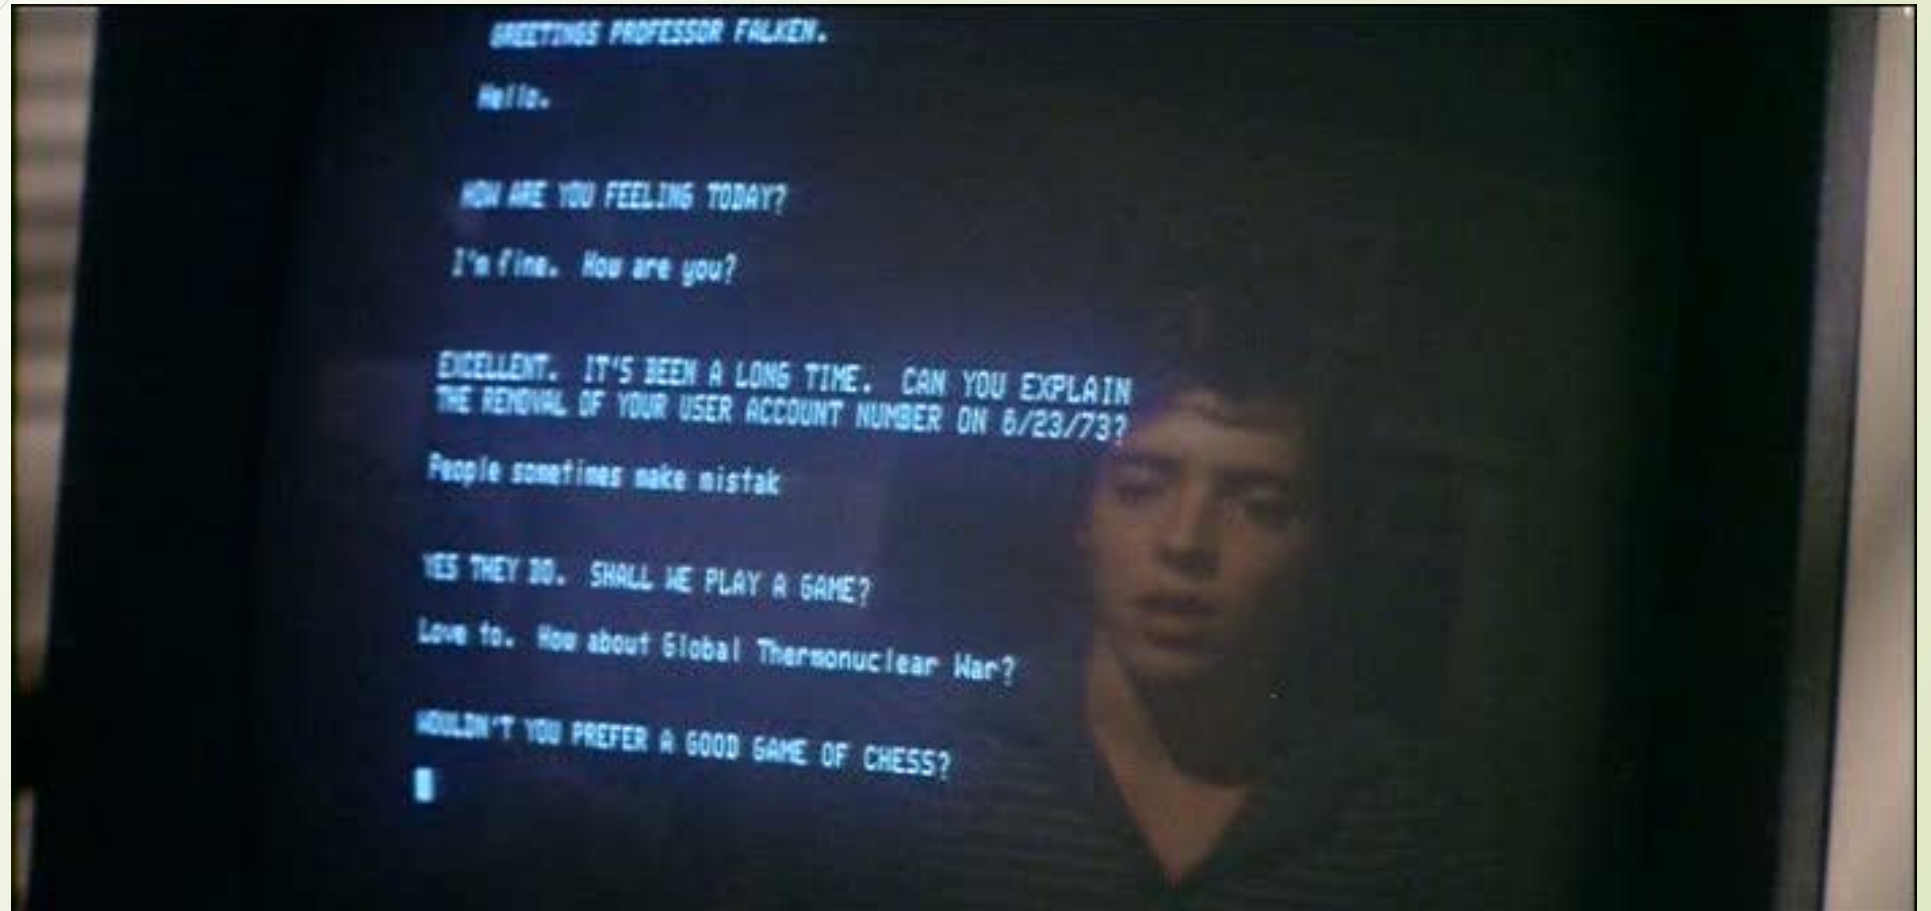 GREETINGS PROFESSOR FALKEN.
Hello.
HOW ARE YOU FEELING TODAY?
I'm fine.  How are you?
EXCELLENT.  IT'S BEEN A LONG TIME.  CAN YOU EXPLAIN
THE REMOVAL OF YOUR USER ACCOUNT NUMBER ON 6/23/73?
People sometimes make mistak
YES THEY DO.  SHALL WE PLAY A GAME?
Love to.  How about Global Thermonuclear War?
WOULDN'T YOU PREFER A GOOD GAME OF CHESS?